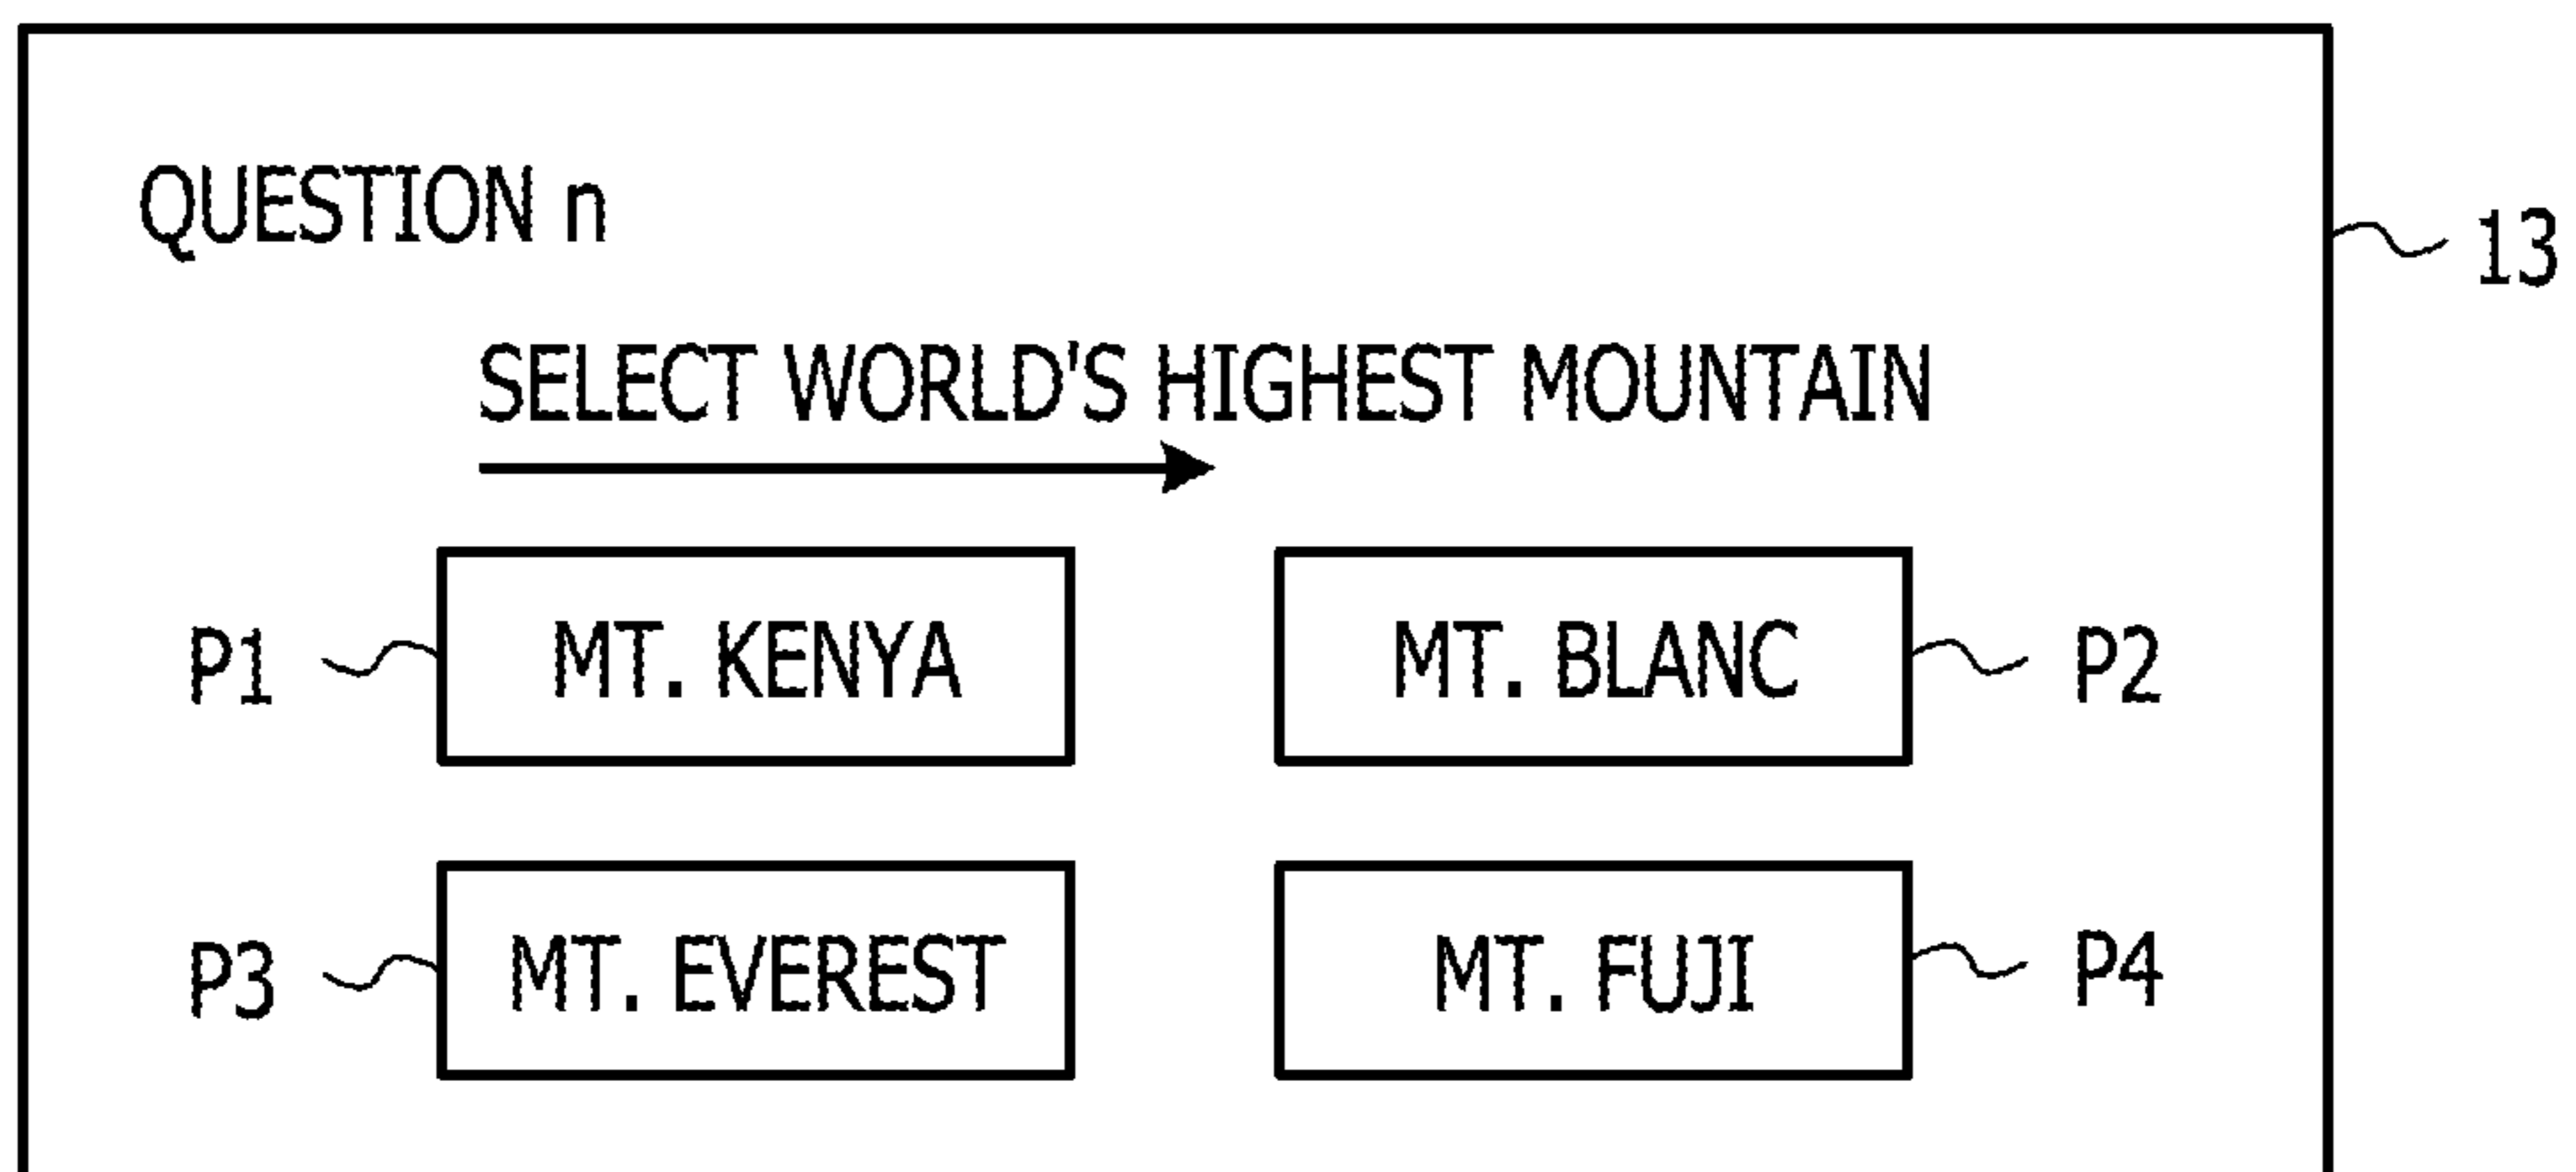 QUESTION n
13
SELECT WORLD'S HIGHEST MOUNTAIN
P1 MT. KENYA MT. BLANC P2
P3 MT. EVEREST MT. FUJI P4